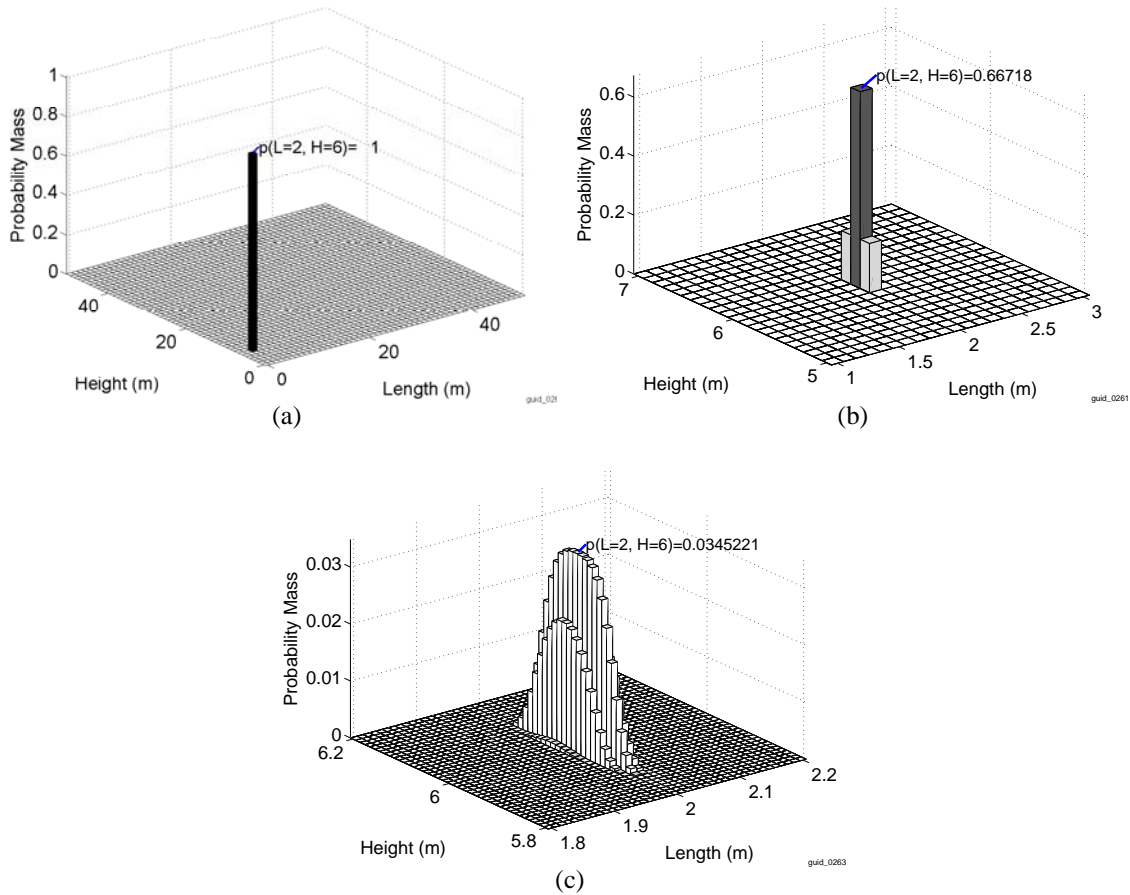 1
0.8
0.6
0.4
0.2
0
Probability Mass
p(L=2, H=6)= 1
40
20
0
0
20
40
Height (m)
Length (m)
(a)
0.6
0.4
0.2
0
Probability Mass
p(L=2, H=6)=0.66718
7
6
5
1
1.5
2
2.5
3
Height (m)
Length (m)
guid_0261
(b)
0.03
0.02
0.01
0
Probability Mass
p(L=2, H=6)=0.0345221
6.2
6
5.8
1.8
1.9
2
2.1
2.2
Height (m)
Length (m)
guid_0263
(c)